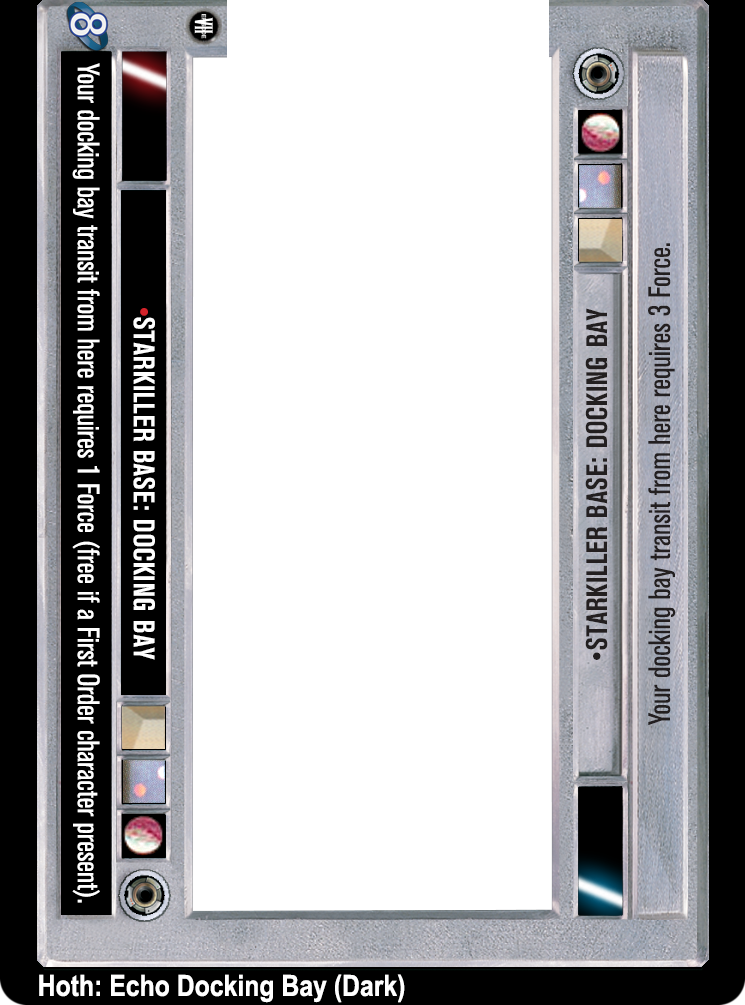 •STARKILLER BASE: DOCKING BAY
Your docking bay transit from here requires 1 Force (free if a First Order character present).
•STARKILLER BASE: DOCKING BAY
Your docking bay transit from here requires 3 Force.
Hoth: Echo Docking Bay (Dark)